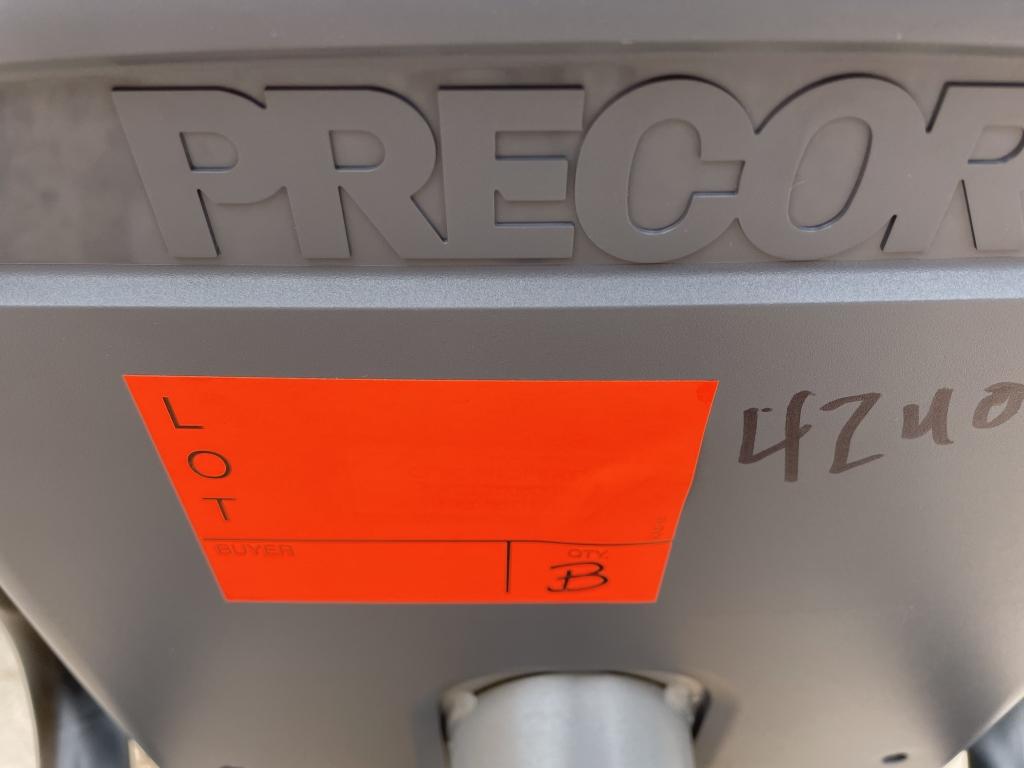 PRECOR
LOT
4240
BUYER
QTY.
B